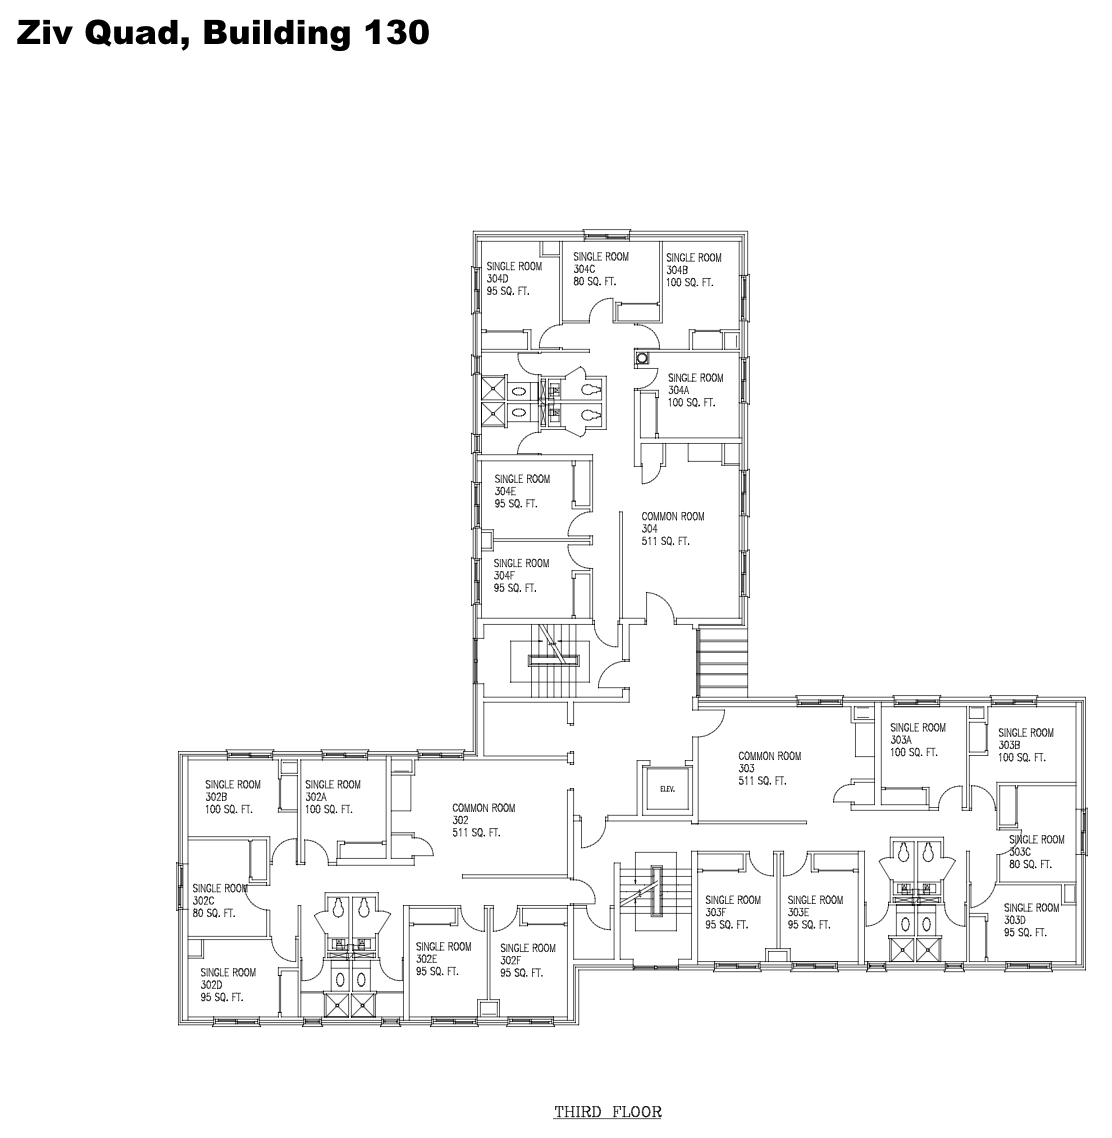 Ziv Quad, Building 130
SINGLE ROOM
304D
95 SQ. FT.
SINGLE ROOM
304C
80 SQ. FT.
SINGLE ROOM
304B
100 SQ. FT.
SINGLE ROOM
304A
100 SQ. FT.
SINGLE ROOM
304E
95 SQ. FT.
COMMON ROOM
304
511 SQ. FT.
SINGLE ROOM
304F
95 SQ. FT.
SINGLE ROOM
303A
100 SQ. FT.
SINGLE ROOM
303B
100 SQ. FT.
COMMON ROOM
303
511 SQ. FT.
ELEV.
SINGLE ROOM
302B
100 SQ. FT.
SINGLE ROOM
302A
100 SQ. FT.
COMMON ROOM
302
511 SQ. FT.
SINGLE ROOM
303C
80 SQ. FT.
SINGLE ROOM
302C
80 SQ. FT.
SINGLE ROOM
303F
95 SQ. FT.
SINGLE ROOM
303E
95 SQ. FT.
SINGLE ROOM
303D
95 SQ. FT.
SINGLE ROOM
302D
95 SQ. FT.
SINGLE ROOM
302E
95 SQ. FT.
SINGLE ROOM
302F
95 SQ. FT.
THIRD FLOOR